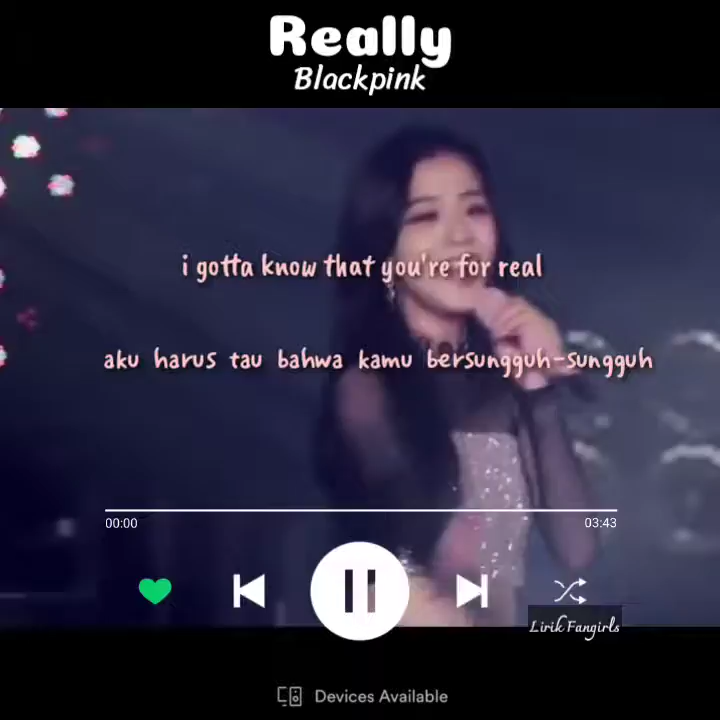 Really
Blackpink
i gotta know that you're for real
aku harus tau bahwa kamu bersungguh-sungguh
00:00 03:43
Lirik Fangirls
Devices Available